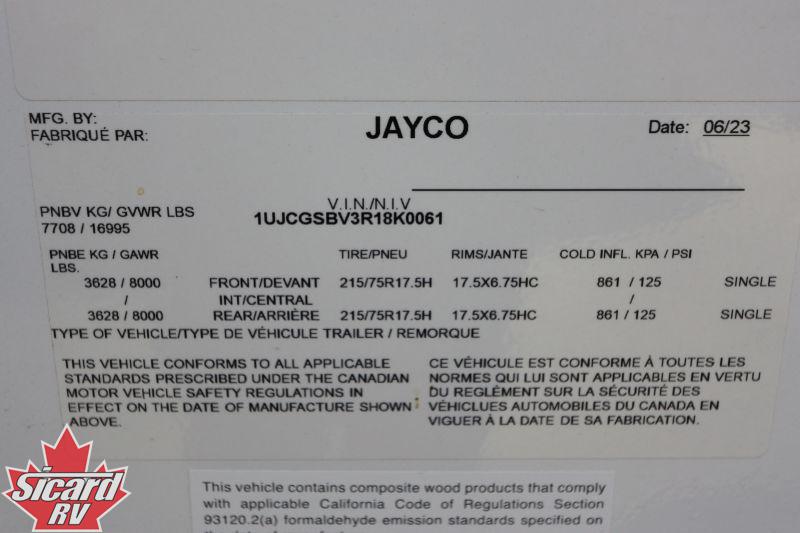 MFG. BY:
FABRIQUÉ PAR:
JAYCO
Date: 06/23
V.I.N./N.I.V
PNBV KG/ GVWR LBS
7708 / 16995
1UJCGSBV3R18K0061
PNBE KG / GAWR LBS.
TIRE/PNEU RIMS/JANTE COLD INFL. KPA / PSI
3628 / 8000 FRONT/DEVANT 215/75R17.5H 17.5X6.75HC 861 / 125 SINGLE
/ INT/CENTRAL /
3628 / 8000 REAR/ARRIÈRE 215/75R17.5H 17.5X6.75HC 861 / 125 SINGLE
TYPE OF VEHICLE/TYPE DE VÉHICULE TRAILER / REMORQUE
THIS VEHICLE CONFORMS TO ALL APPLICABLE
STANDARDS PRESCRIBED UNDER THE CANADIAN
MOTOR VEHICLE SAFETY REGULATIONS IN
EFFECT ON THE DATE OF MANUFACTURE SHOWN
ABOVE.
CE VÉHICULE EST CONFORME À TOUTES LES
NORMES QUI LUI SONT APPLICABLES EN VERTU
DU REGLÉMENT SUR LA SÉCURITÉ DES
VÉHICLUES AUTOMOBILES DU CANADA EN
VIGUER À LA DATE DE SA FABRICATION.
This vehicle contains composite wood products that comply
with applicable California Code of Regulations Section
93120.2(a) formaldehyde emission standards specified on
Sicard
RV